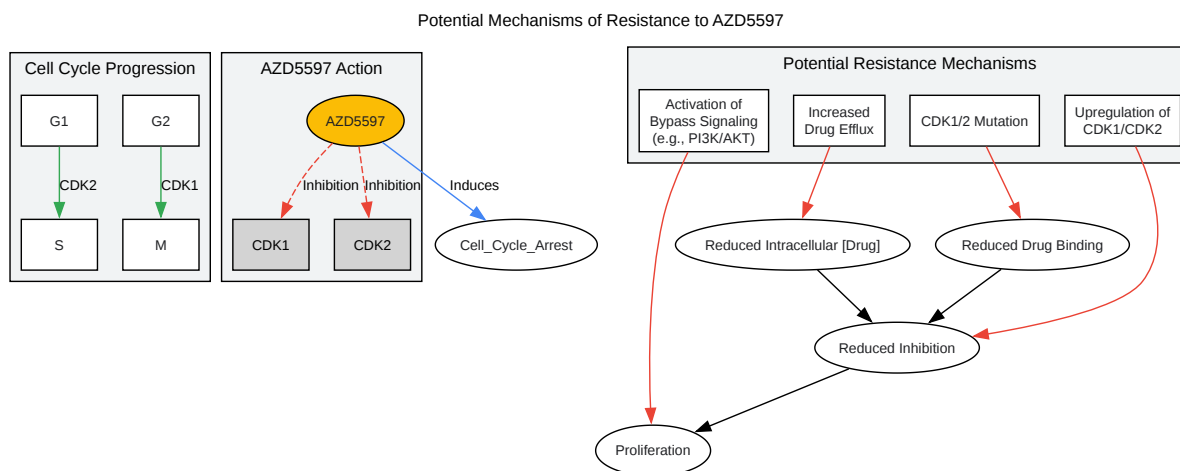 Potential Mechanisms of Resistance to AZD5597
Cell Cycle Progression
G1
G2
CDK2
CDK1
S
M
AZD5597 Action
AZD5597
Inhibition
Inhibition
Induces
CDK1
CDK2
Cell_Cycle_Arrest
Potential Resistance Mechanisms
Activation of
Bypass Signaling
(e.g., PI3K/AKT)
Increased
Drug Efflux
CDK1/2 Mutation
Upregulation of
CDK1/CDK2
Reduced Intracellular [Drug]
Reduced Drug Binding
Reduced Inhibition
Proliferation